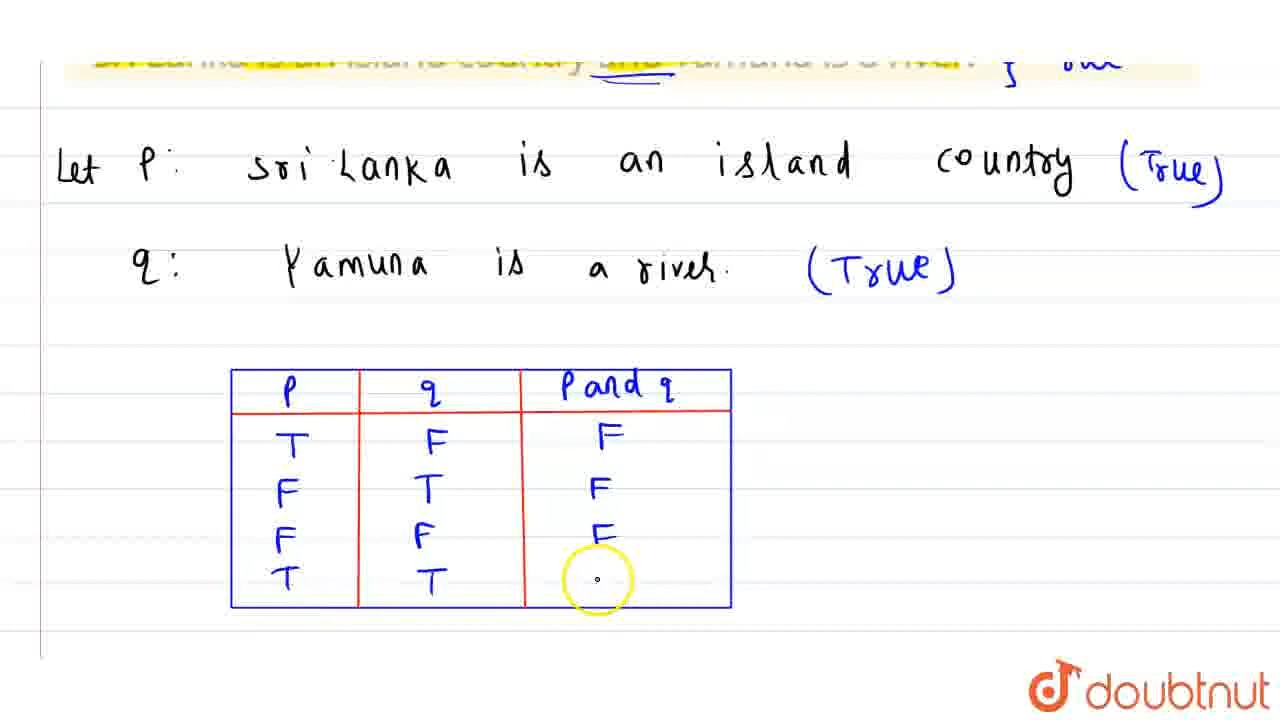 Let P: Sri Lanka is an island country (True)
q: Yamuna is a river. (True)
P q P and q
T F F
F T F
F F F
T T
doubtnut